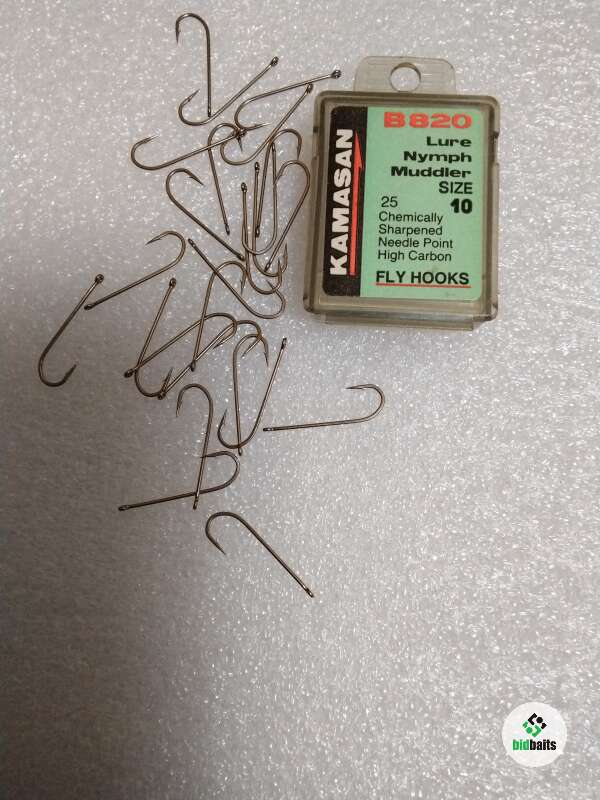 KAMASAN
B820
Lure
Nymph
Muddler
SIZE
25 10
Chemically
Sharpened
Needle Point
High Carbon
FLY HOOKS
bidbaits